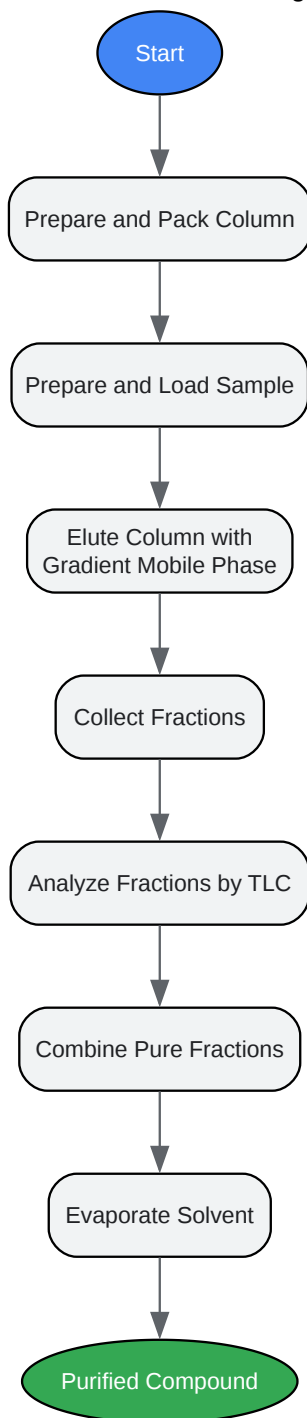 Start
Prepare and Pack Column
Prepare and Load Sample
Elute Column with
Gradient Mobile Phase
Collect Fractions
Analyze Fractions by TLC
Combine Pure Fractions
Evaporate Solvent
Purified Compound